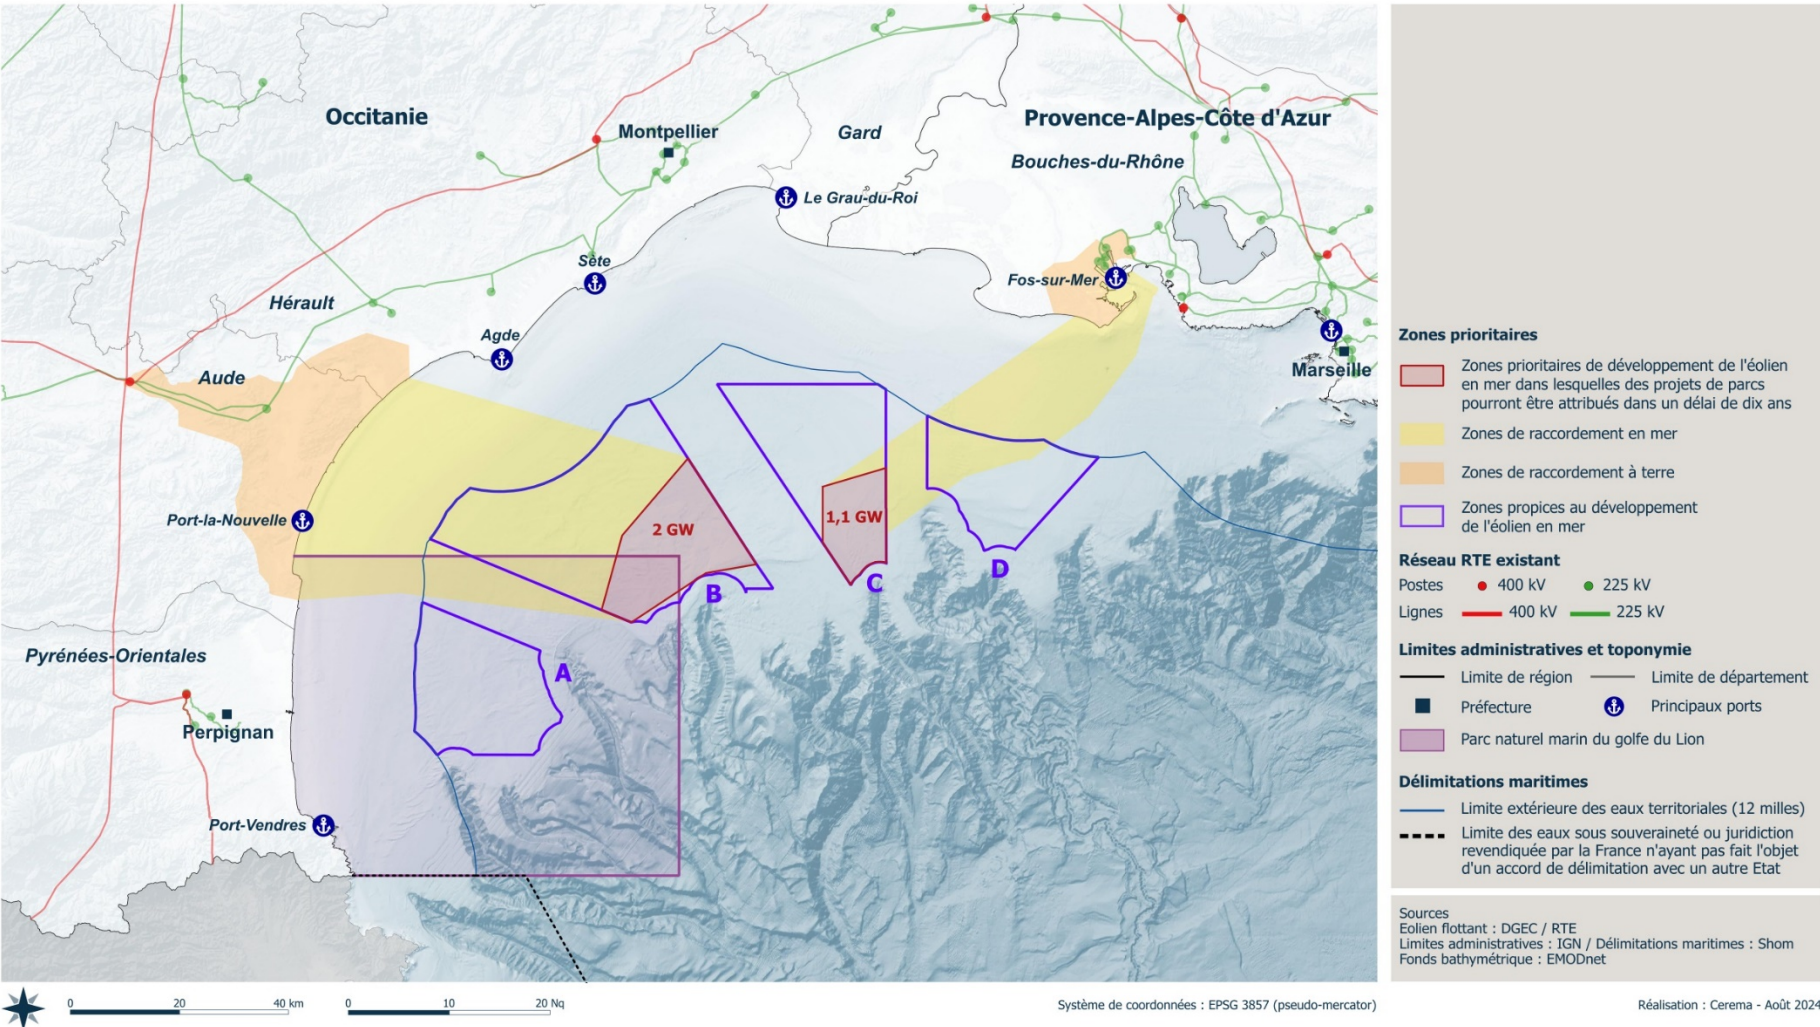 Occitanie
Montpellier
Gard
Provence-Alpes-Côte d'Azur
Bouches-du-Rhône
Le Grau-du-Roi
Sète
Fos-sur-Mer
Hérault
Agde
Marseille
Aude
Port-la-Nouvelle
2 GW
1,1 GW
B
C
D
Pyrénées-Orientales
A
Perpignan
Port-Vendres
Zones prioritaires
Zones prioritaires de développement de l'éolien
en mer dans lesquelles des projets de parcs
pourront être attribués dans un délai de dix ans
Zones de raccordement en mer
Zones de raccordement à terre
Zones propices au développement
de l'éolien en mer
Réseau RTE existant
Postes 400 kV 225 kV
Lignes 400 kV 225 kV
Limites administratives et toponymie
Limite de région Limite de département
Préfecture Principaux ports
Parc naturel marin du golfe du Lion
Délimitations maritimes
Limite extérieure des eaux territoriales (12 milles)
Limite des eaux sous souveraineté ou juridiction
revendiquée par la France n'ayant pas fait l'objet
d'un accord de délimitation avec un autre Etat
Sources
Eolien flottant : DGEC / RTE
Limites administratives : IGN / Délimitations maritimes : Shom
Fonds bathymétrique : EMODnet
0 20 40 km
0 10 20 Nq
Système de coordonnées : EPSG 3857 (pseudo-mercator)
Réalisation : Cerema - Août 2024